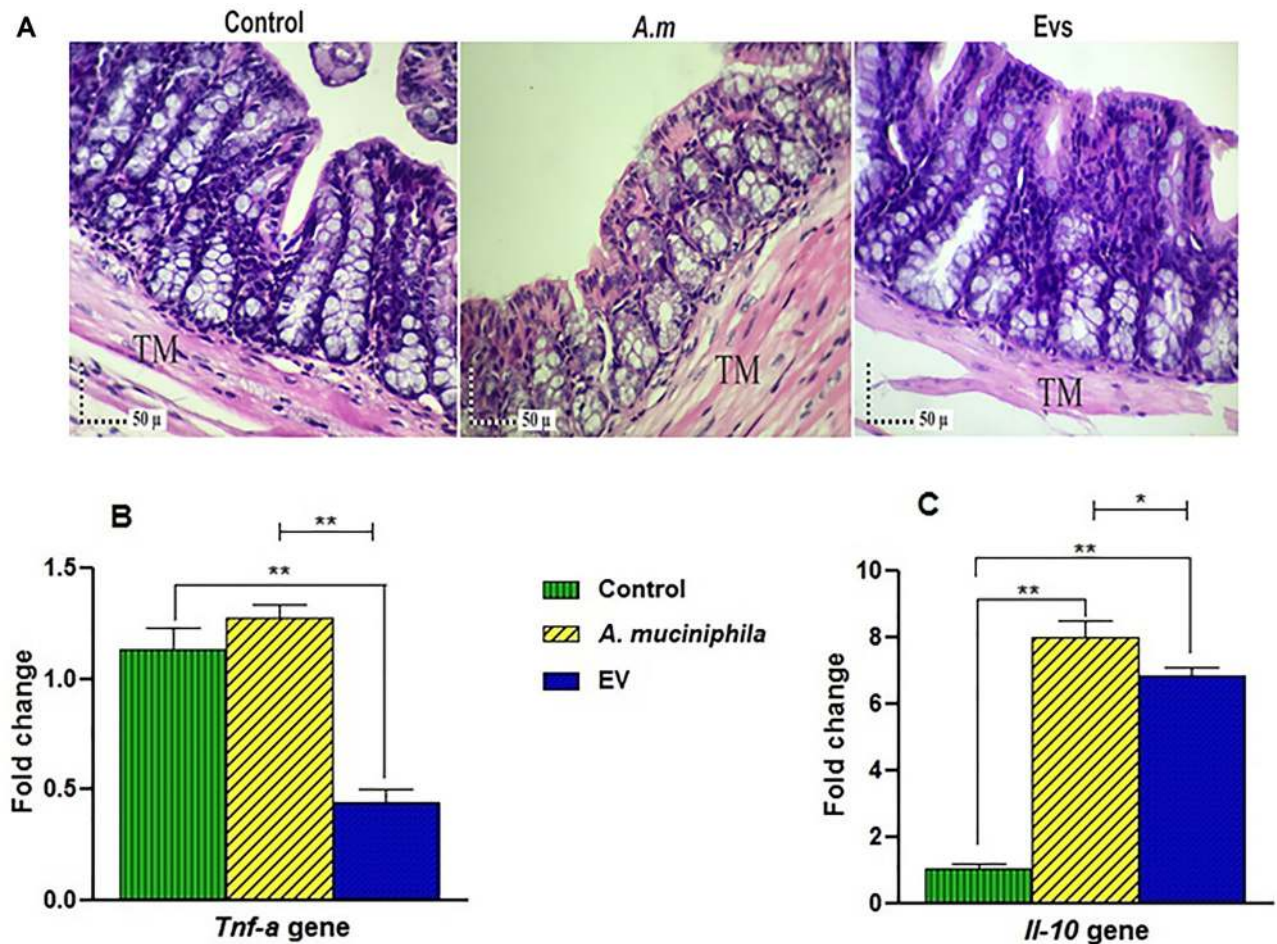 A
Control
A.m
Evs
TM
50 µ
TM
50 µ
TM
50 µ
B
**
**
1.5
1.0
0.5
0.0
Fold change
Tnf-a gene
Control
A. muciniphila
EV
C
*
**
**
10
8
6
4
2
0
Fold change
Il-10 gene